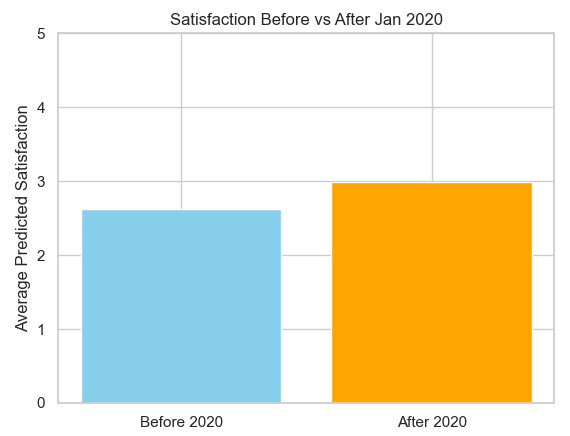 Satisfaction Before vs After Jan 2020
Average Predicted Satisfaction
5
4
3
2
1
0
Before 2020
After 2020